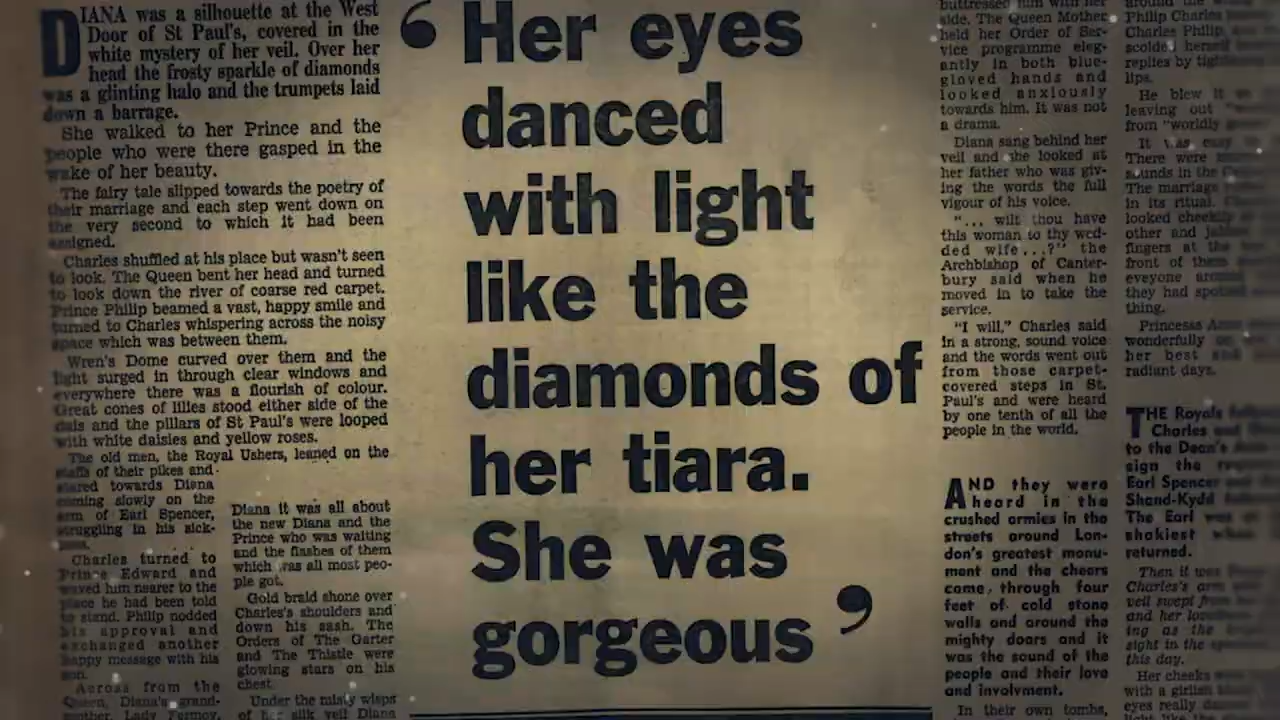 DIANA was a silhouette at the West
Door of St Paul's, covered in the
white mystery of her veil. Over her
head the frosty sparkle of diamonds
was a glinting halo and the trumpets laid
down a barrage.
She walked to her Prince and the
people who were there gasped in the
wake of her beauty.
The fairy tale slipped towards the poetry of
their marriage and each step went down on
the very second to which it had been
assigned.
Charles shuffled at his place but wasn't seen
to look. The Queen bent her head and turned
to look down the river of coarse red carpet.
Prince Philip beamed a vast, happy smile and
turned to Charles whispering across the noisy
space which was between them.
Wren's Dome curved over them and the
light surged in through clear windows and
everywhere there was a flourish of colour.
Great cones of lilies stood either side of the
dais and the pillars of St Paul's were looped
with white daisies and yellow roses.
The old men, the Royal Ushers, leaned on the
staffs of their pikes and
stared towards Diana
coming slowly on the
arm of Earl Spencer,
struggling in his sick-
ness.
Charles turned to
Prince Edward and
waved him nearer to the
place he had been told
to stand. Philip nodded
his approval and
exchanged another
happy message with his
son.
Across from the
Queen, Diana's grand-
mother, Lady Fermoy,
Diana it was all about
the new Diana and the
Prince who was waiting
and the flashes of them
which was all most peo-
ple got.
Gold braid shone over
Charles's shoulders and
down his sash. The
Orders of The Garter
and The Thistle were
glowing stars on his
chest.
Under the misty wisps
of her silk veil Diana
‘ Her eyes
danced
with light
like the
diamonds of
her tiara.
She was
gorgeous ’
buttressed him with her
side. The Queen Mother
held her Order of Ser-
vice programme eleg-
antly in both blue-
gloved hands and
looked anxiously
towards him. It was not
a drama.
Diana sang behind her
veil and she looked at
her father who was giv-
ing the words the full
vigour of his voice.
"... wilt thou have
this woman to thy wed-
ded wife...?" the
Archbishop of Canter-
bury said when he
moved in to take the
service.
"I will," Charles said
in a strong, sound voice
and the words went out
from those carpet-
covered steps in St.
Paul's and were heard
by one tenth of all the
people in the world.
AND they were
heard in the
crushed armies in the
streets around Lon-
don's greatest monu-
ment and the cheers
came, through four
feet of cold stone
walls and around the
mighty doors and it
was the sound of the
people and their love
and involvment.
In their own tombs,
around the
Philip Charles
Charles Philip,
scolded herself
replies by
lips.
He blew it
leaving out
from "worldly
It was
There were
sounds in the
The marriage
in its ritual.
looked cheekily
other and
fingers at the
front of them
eveyone
they had
thing.
Princess
wonderfully
her best and
radiant days.
THE Royals
Charles and
to the Dean's
sign the
Earl Spencer
Shand-Kydd
The Earl was
shakiest when
returned.
Then it was
Charle's arm
veil swept from
and her
ing as the
sight in the
this day.
Her cheeks
with a girlish
eyes really